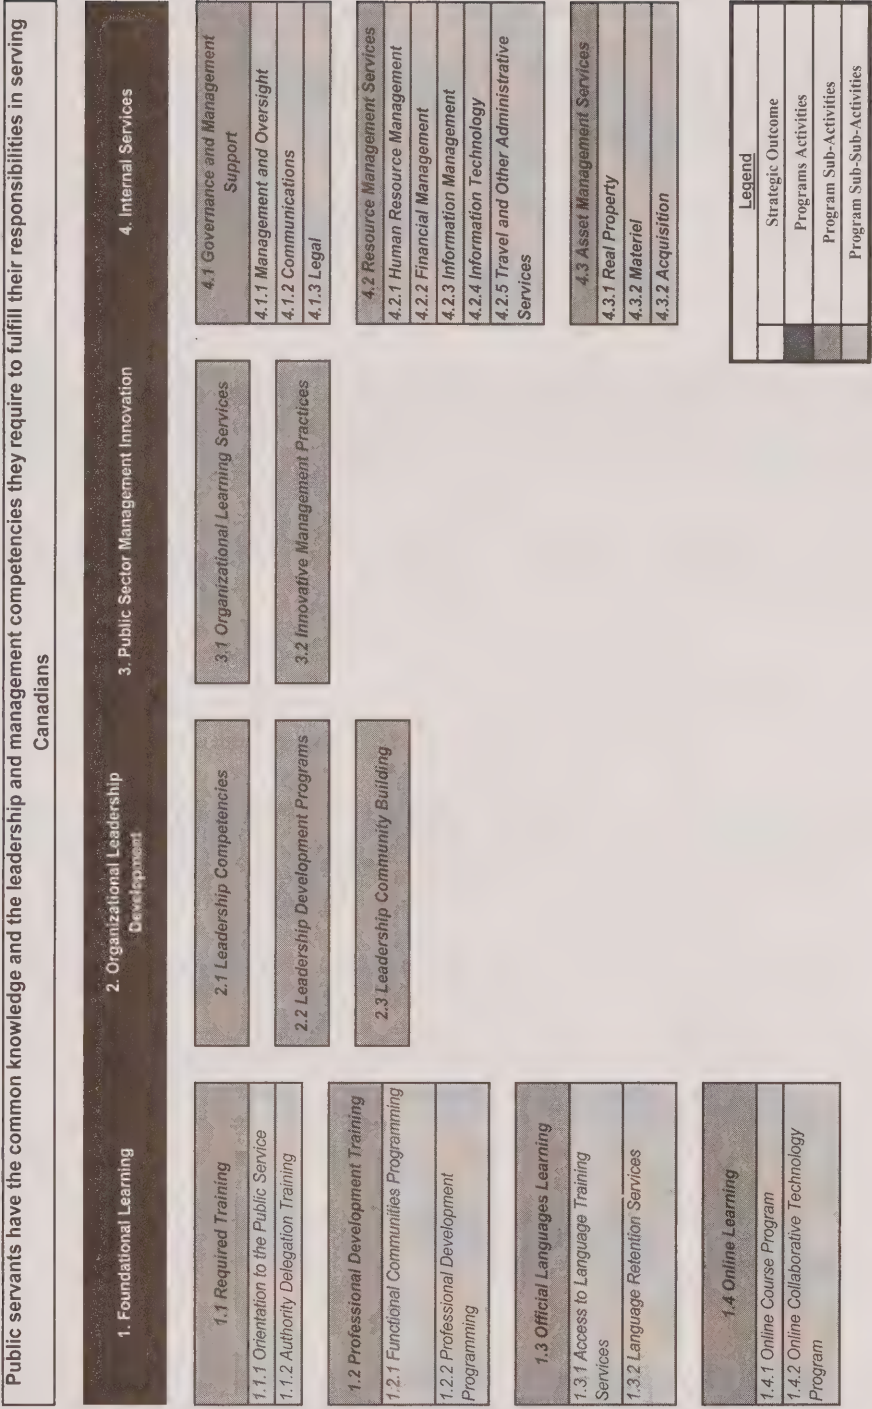 Public servants have the common knowledge and the leadership and management competencies they require to fulfill their responsibilities in serving
Canadians
1. Foundational Learning
2. Organizational Leadership
Development
3. Public Sector Management Innovation
4. Internal Services
1.1 Required Training
1.1.1 Orientation to the Public Service
1.1.2 Authority Delegation Training
1.2 Professional Development Training
1.2.1 Functional Communities Programming
1.2.2 Professional Development
Programming
1.3 Official Languages Learning
1.3.1 Access to Language Training
Services
1.3.2 Language Retention Services
1.4 Online Learning
1.4.1 Online Course Program
1.4.2 Online Collaborative Technology
Program
2.1 Leadership Competencies
2.2 Leadership Development Programs
2.3 Leadership Community Building
3.1 Organizational Learning Services
3.2 Innovative Management Practices
4.1 Governance and Management
Support
4.1.1 Management and Oversight
4.1.2 Communications
4.1.3 Legal
4.2 Resource Management Services
4.2.1 Human Resource Management
4.2.2 Financial Management
4.2.3 Information Management
4.2.4 Information Technology
4.2.5 Travel and Other Administrative
Services
4.3 Asset Management Services
4.3.1 Real Property
4.3.2 Materiel
4.3.2 Acquisition
Legend
Strategic Outcome
Programs Activities
Program Sub-Activities
Program Sub-Sub-Activities